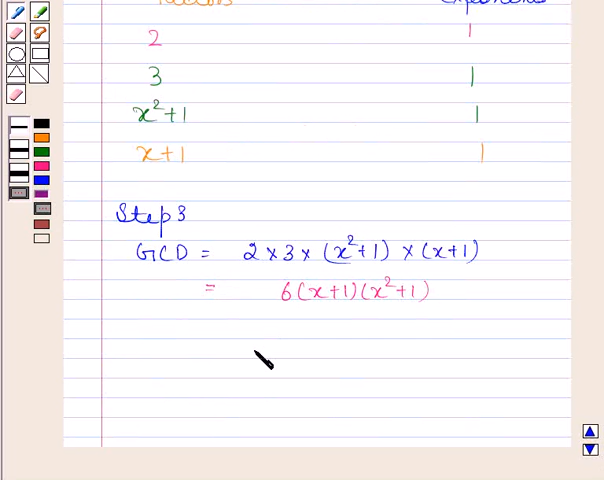 2 1
3 1
x²+1 1
x+1 1
Step 3
GCD = 2 × 3 × (x²+1) × (x+1)
= 6(x+1)(x²+1)